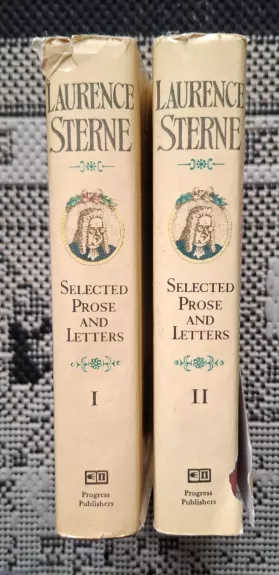 LAURENCE
STERNE
SELECTED
PROSE
AND
LETTERS
I
Progress
Publishers
LAURENCE
STERNE
SELECTED
PROSE
AND
LETTERS
II
Progress
Publishers